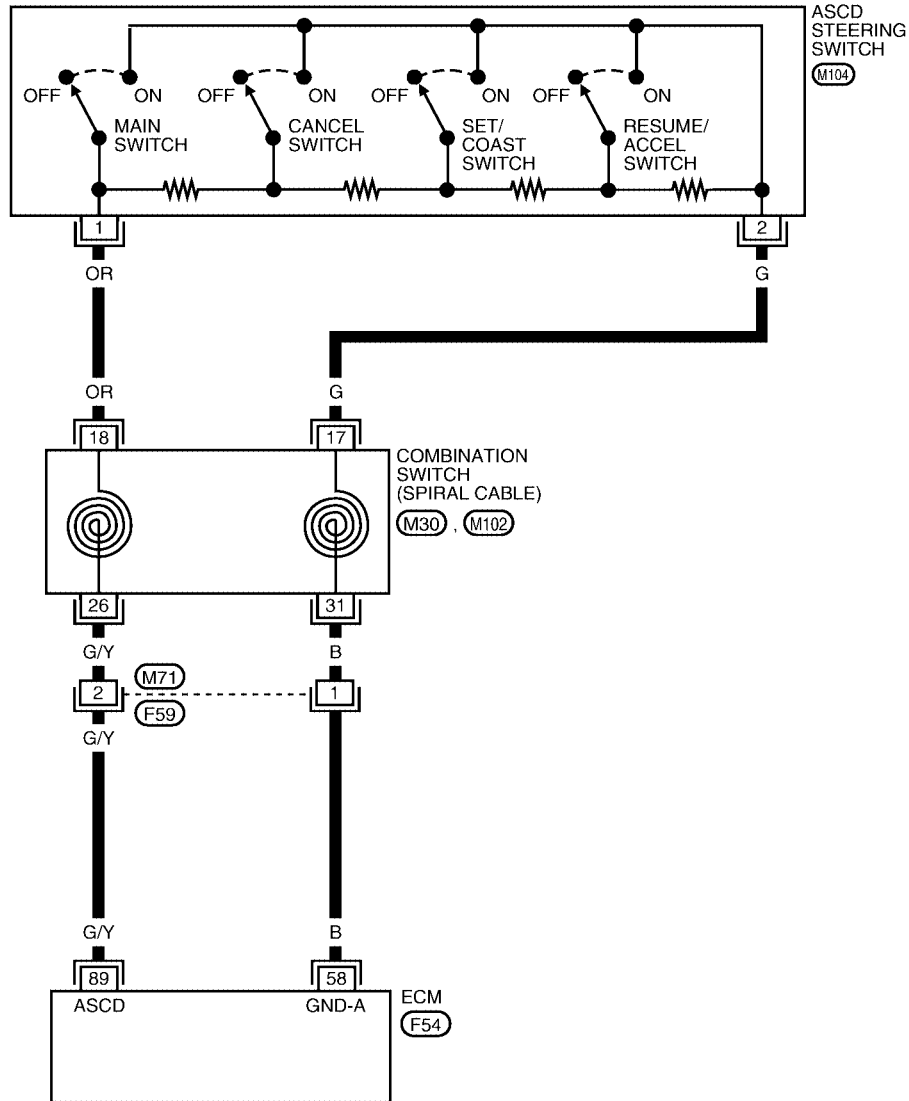 ASCD
STEERING
SWITCH
M104
OFF
ON
OFF
ON
OFF
ON
OFF
ON
MAIN
SWITCH
CANCEL
SWITCH
SET/
COAST
SWITCH
RESUME/
ACCEL
SWITCH
1
2
OR
G
OR
G
18
17
COMBINATION
SWITCH
(SPIRAL CABLE)
M30 , M102
26
31
G/Y
B
2
M71
1
F59
G/Y
G/Y
B
89
58
ASCD
GND-A
ECM
F54